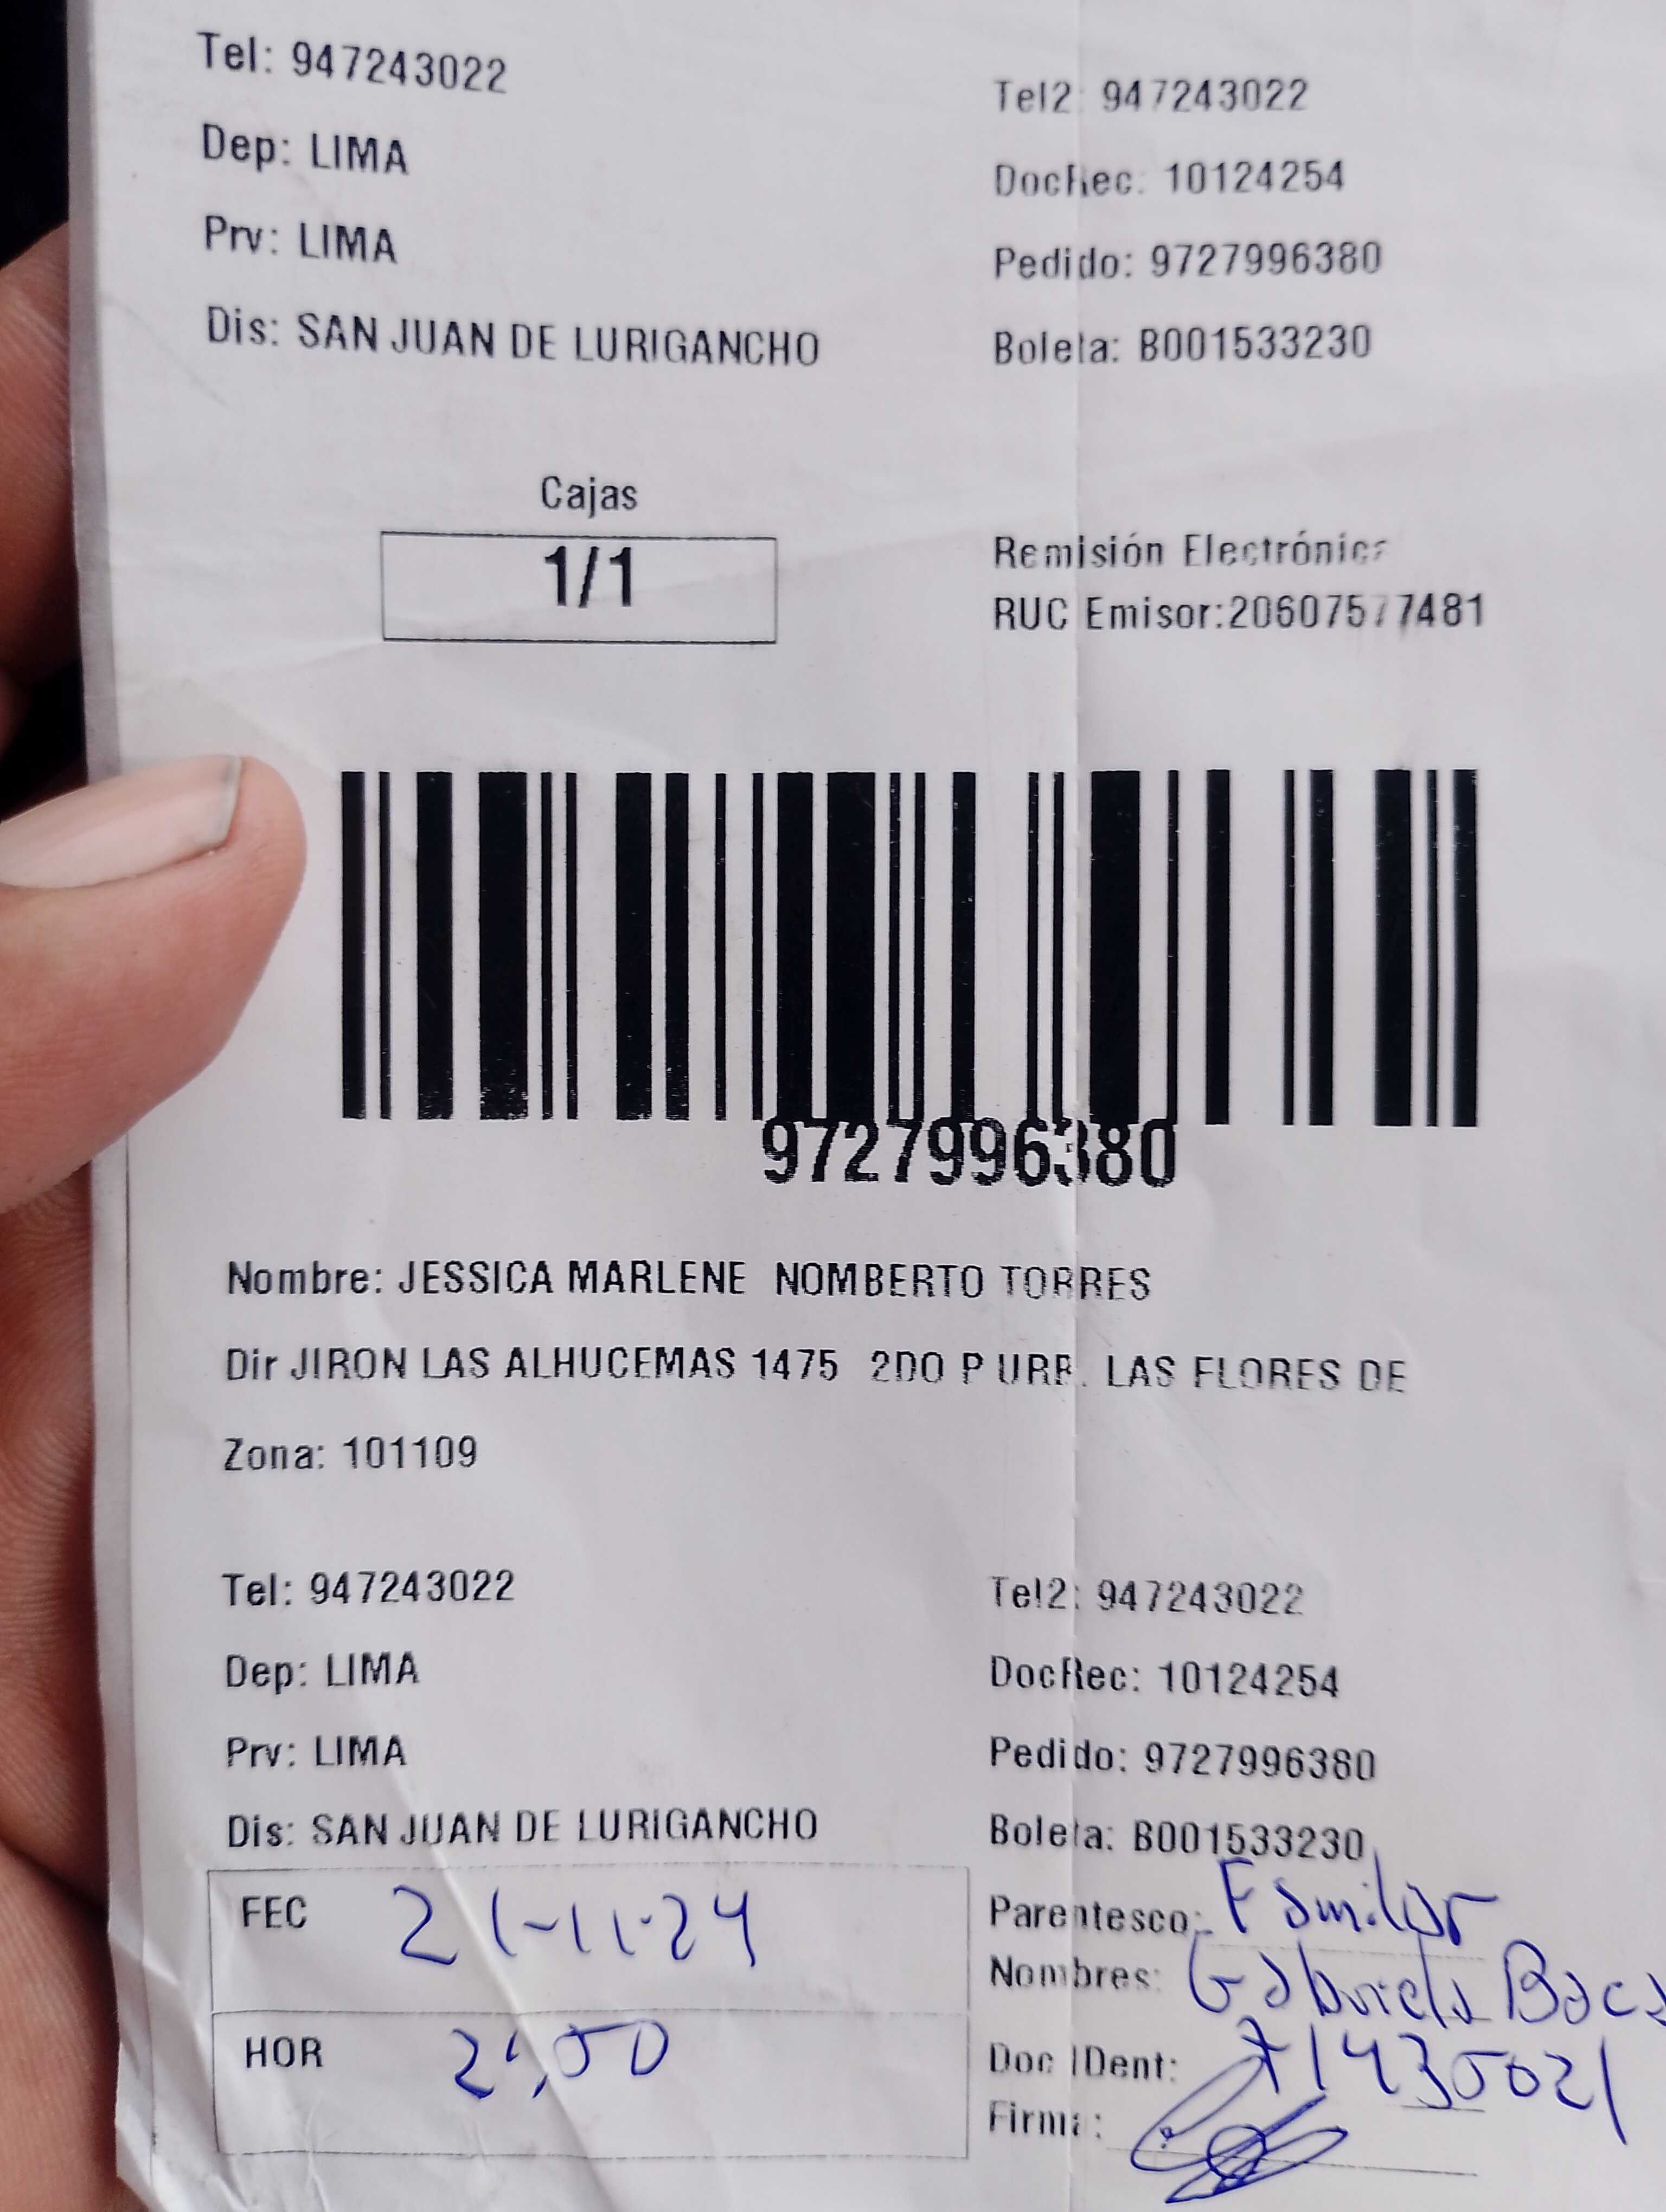 Tel: 947243022
Tel2: 947243022
Dep: LIMA
DocRec: 10124254
Prv: LIMA
Pedido: 9727996380
Dis: SAN JUAN DE LURIGANCHO
Boleta: B001533230
Cajas
1/1
Remisión Electrónica
RUC Emisor:20607577481
9727996380
Nombre: JESSICA MARLENE NOMBERTO TORRES
Dir JIRON LAS ALHUCEMAS 1475 2DO P URB. LAS FLORES DE
Zona: 101109
Tel: 947243022
Tel2: 947243022
Dep: LIMA
DocRec: 10124254
Prv: LIMA
Pedido: 9727996380
Dis: SAN JUAN DE LURIGANCHO
Boleta: B001533230
FEC 21-11-24
Parentesco: Familiar
Nombres: Gabriela Baca
HOR 2:50
Doc IDent: 71435021
Firma: